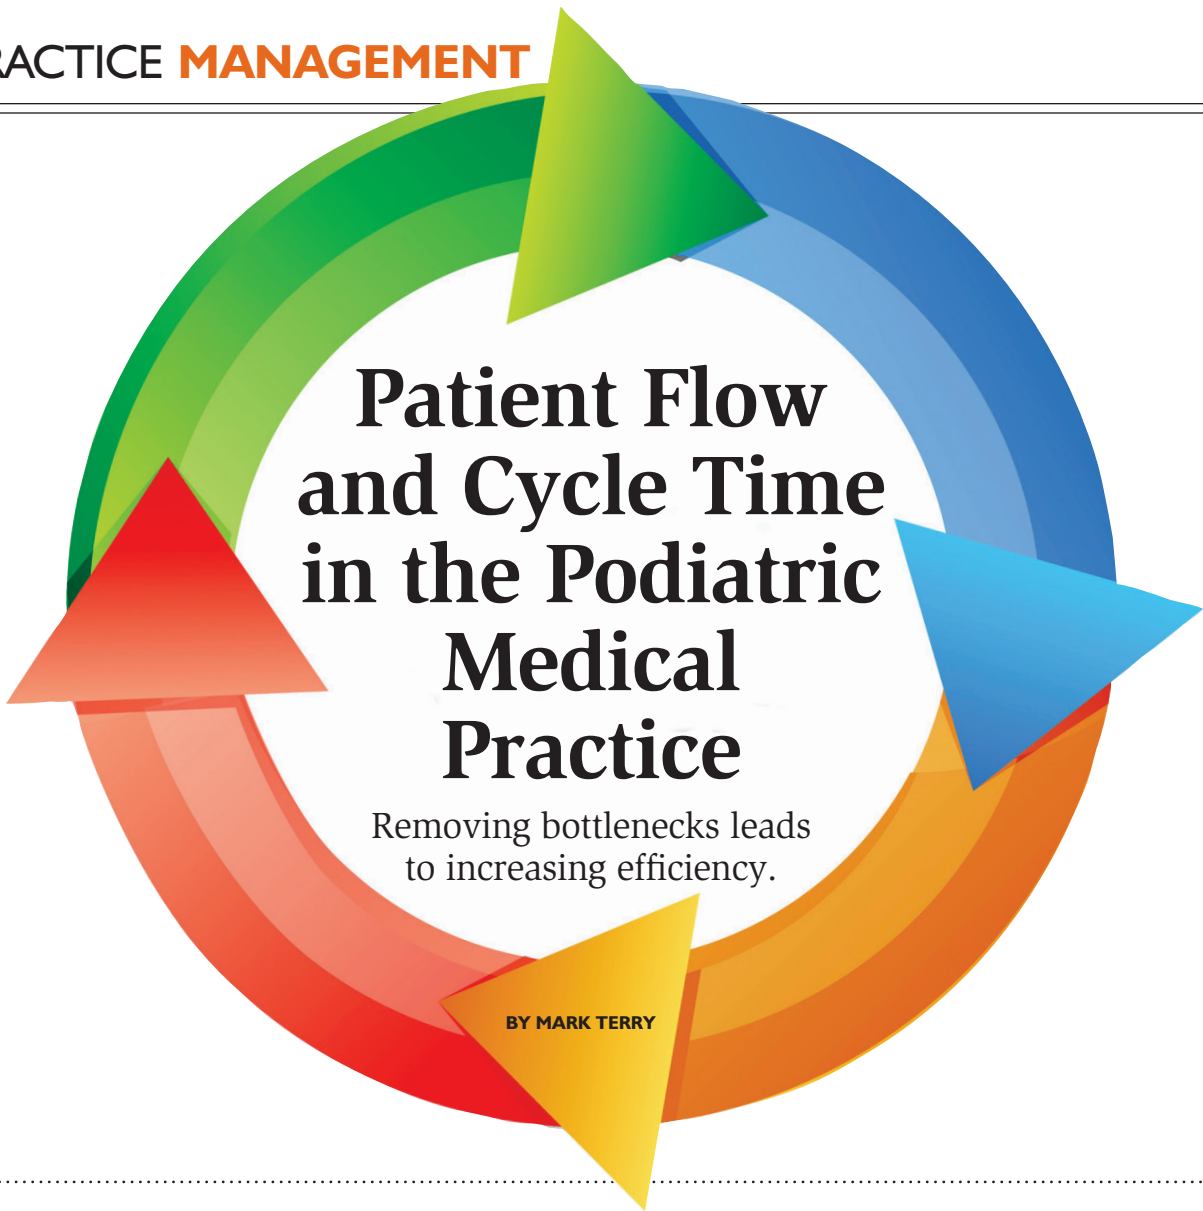 RACTICE MANAGEMENT
Patient Flow
and Cycle Time
in the Podiatric
Medical
Practice
Removing bottlenecks leads
to increasing efficiency.
BY MARK TERRY